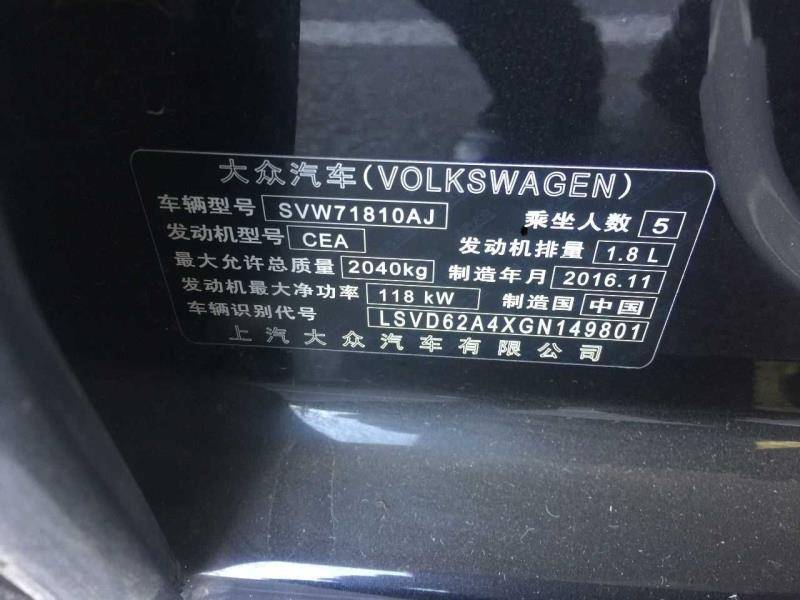 大众汽车(VOLKSWAGEN)
车辆型号 SVW71810AJ 乘坐人数 5
发动机型号 CEA 发动机排量 1.8 L
最大允许总质量 2040kg 制造年月 2016.11
发动机最大净功率 118 kW 制造国 中国
车辆识别代号 LSVD62A4XGN149801
上汽大众汽车有限公司